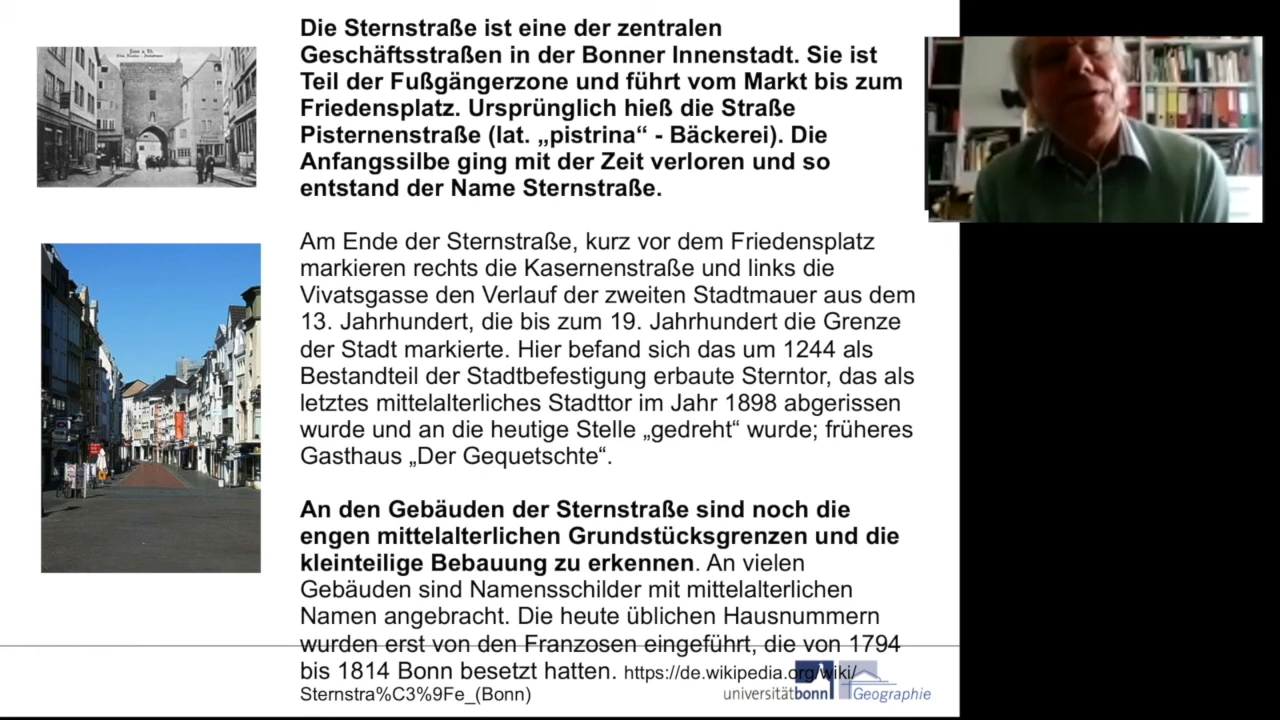 Die Sternstraße ist eine der zentralen
Geschäftsstraßen in der Bonner Innenstadt. Sie ist
Teil der Fußgängerzone und führt vom Markt bis zum
Friedensplatz. Ursprünglich hieß die Straße
Pisternenstraße (lat. „pistrina“ - Bäckerei). Die
Anfangssilbe ging mit der Zeit verloren und so
entstand der Name Sternstraße.
Am Ende der Sternstraße, kurz vor dem Friedensplatz
markieren rechts die Kasernenstraße und links die
Vivatsgasse den Verlauf der zweiten Stadtmauer aus dem
13. Jahrhundert, die bis zum 19. Jahrhundert die Grenze
der Stadt markierte. Hier befand sich das um 1244 als
Bestandteil der Stadtbefestigung erbaute Sterntor, das als
letztes mittelalterliches Stadttor im Jahr 1898 abgerissen
wurde und an die heutige Stelle „gedreht“ wurde; früheres
Gasthaus „Der Gequetschte“.
An den Gebäuden der Sternstraße sind noch die
engen mittelalterlichen Grundstücksgrenzen und die
kleinteilige Bebauung zu erkennen. An vielen
Gebäuden sind Namensschilder mit mittelalterlichen
Namen angebracht. Die heute üblichen Hausnummern
wurden erst von den Franzosen eingeführt, die von 1794
bis 1814 Bonn besetzt hatten. https://de.wikipedia.org/wiki/
Sternstra%C3%9Fe_(Bonn)
universitätbonn Geographie